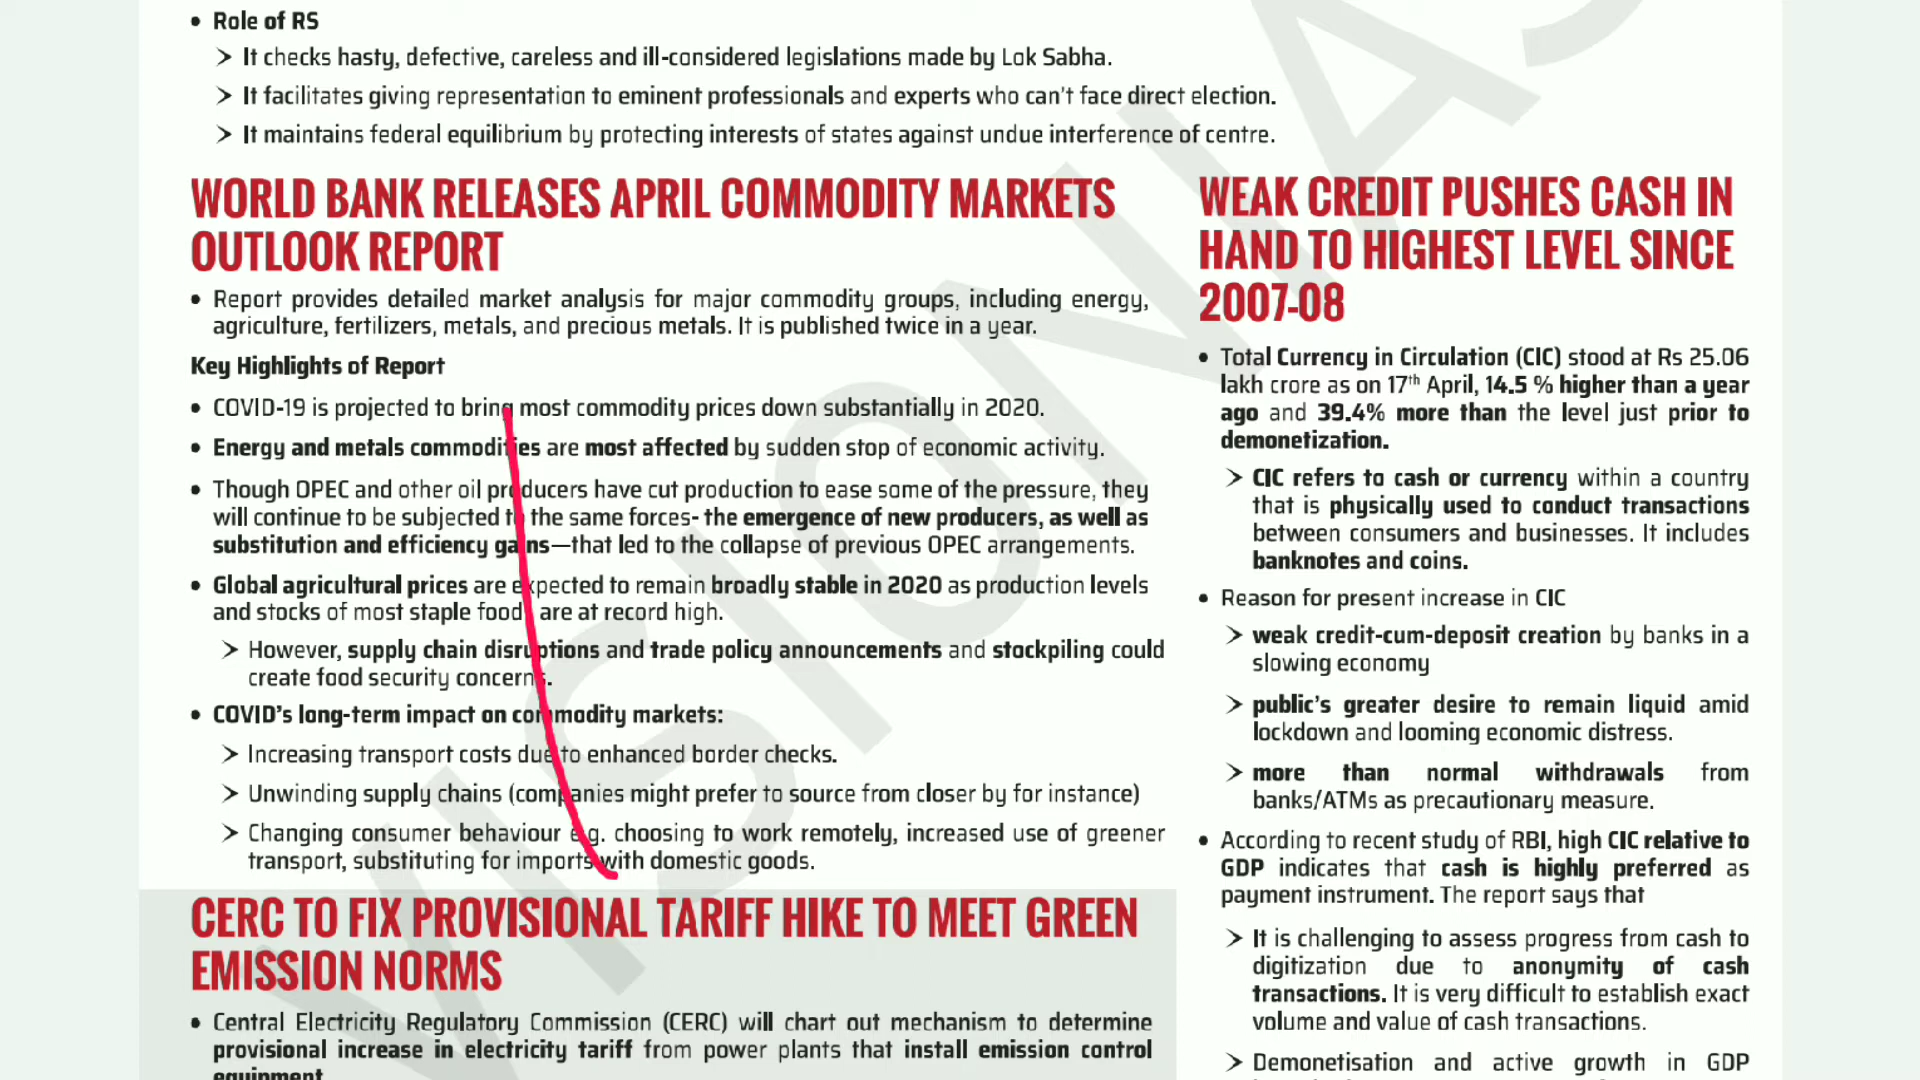 • Role of RS
➢ It checks hasty, defective, careless and ill-considered legislations made by Lok Sabha.
➢ It facilitates giving representation to eminent professionals and experts who can't face direct election.
➢ It maintains federal equilibrium by protecting interests of states against undue interference of centre.
WORLD BANK RELEASES APRIL COMMODITY MARKETS
OUTLOOK REPORT
• Report provides detailed market analysis for major commodity groups, including energy,
agriculture, fertilizers, metals, and precious metals. It is published twice in a year.
Key Highlights of Report
• COVID-19 is projected to bring most commodity prices down substantially in 2020.
• Energy and metals commodities are most affected by sudden stop of economic activity.
• Though OPEC and other oil producers have cut production to ease some of the pressure, they
will continue to be subjected to the same forces- the emergence of new producers, as well as
substitution and efficiency gains—that led to the collapse of previous OPEC arrangements.
• Global agricultural prices are expected to remain broadly stable in 2020 as production levels
and stocks of most staple foods are at record high.
➢ However, supply chain disruptions and trade policy announcements and stockpiling could
create food security concerns.
• COVID's long-term impact on commodity markets:
➢ Increasing transport costs due to enhanced border checks.
➢ Unwinding supply chains (companies might prefer to source from closer by for instance)
➢ Changing consumer behaviour e.g. choosing to work remotely, increased use of greener
transport, substituting for imports with domestic goods.
CERC TO FIX PROVISIONAL TARIFF HIKE TO MEET GREEN
EMISSION NORMS
• Central Electricity Regulatory Commission (CERC) will chart out mechanism to determine
provisional increase in electricity tariff from power plants that install emission control
equipment
WEAK CREDIT PUSHES CASH IN
HAND TO HIGHEST LEVEL SINCE
2007-08
• Total Currency in Circulation (CIC) stood at Rs 25.06
lakh crore as on 17th April, 14.5 % higher than a year
ago and 39.4% more than the level just prior to
demonetization.
➢ CIC refers to cash or currency within a country
that is physically used to conduct transactions
between consumers and businesses. It includes
banknotes and coins.
• Reason for present increase in CIC
➢ weak credit-cum-deposit creation by banks in a
slowing economy
➢ public's greater desire to remain liquid amid
lockdown and looming economic distress.
➢ more than normal withdrawals from
banks/ATMs as precautionary measure.
• According to recent study of RBI, high CIC relative to
GDP indicates that cash is highly preferred as
payment instrument. The report says that
➢ It is challenging to assess progress from cash to
digitization due to anonymity of cash
transactions. It is very difficult to establish exact
volume and value of cash transactions.
➢ Demonetisation and active growth in GDP
VISIONIAS